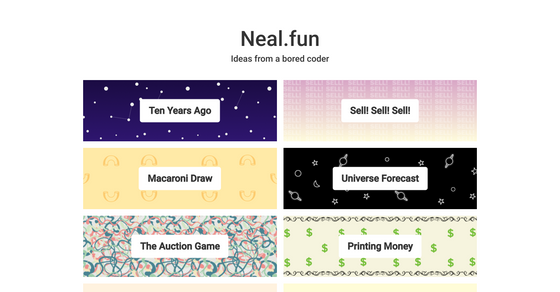 Neal.fun
Ideas from a bored coder
Ten Years Ago
Sell! Sell! Sell!
Macaroni Draw
Universe Forecast
The Auction Game
Printing Money